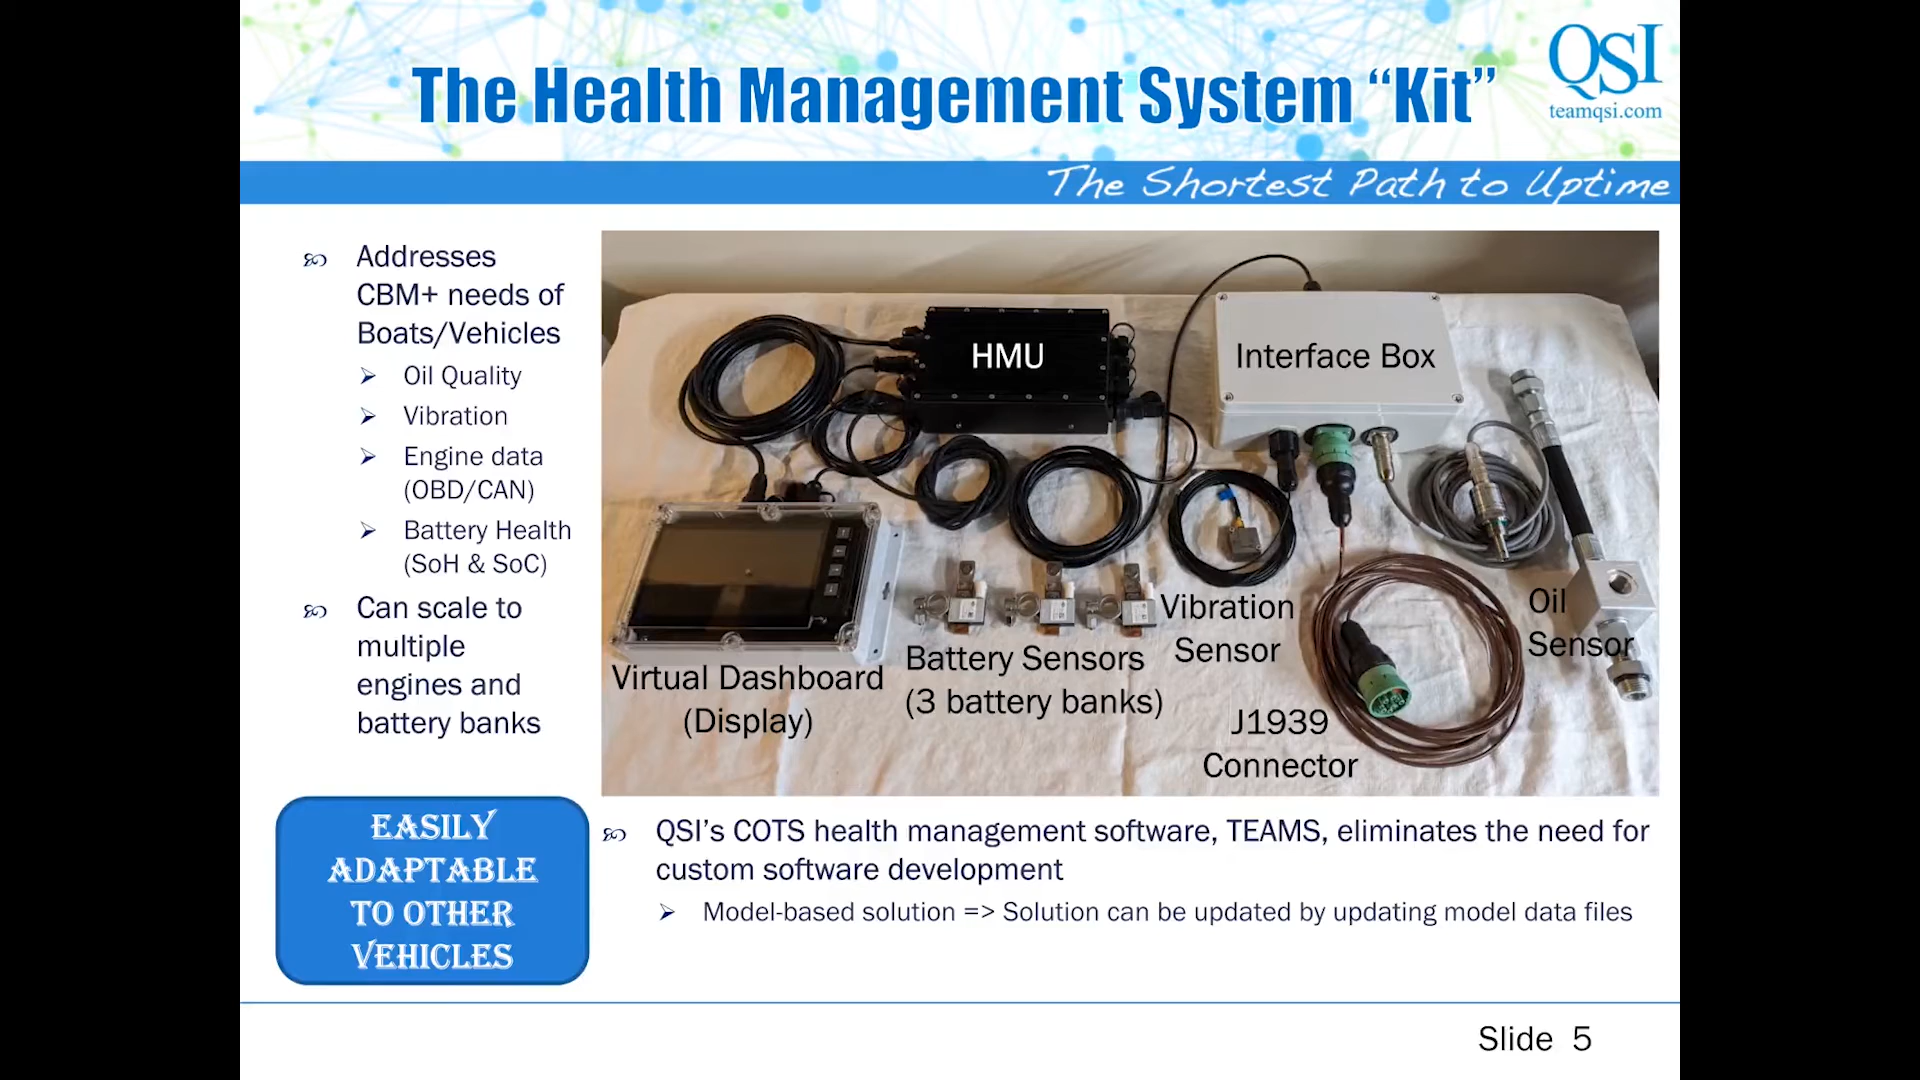 The Health Management System “Kit”
QSI
teamqsi.com
The Shortest Path to Uptime
Addresses
CBM+ needs of
Boats/Vehicles
Oil Quality
Vibration
Engine data
(OBD/CAN)
Battery Health
(SoH & SoC)
Can scale to
multiple
engines and
battery banks
EASILY
ADAPTABLE
TO OTHER
VEHICLES
HMU
Interface Box
Virtual Dashboard
(Display)
Battery Sensors
(3 battery banks)
Vibration
Sensor
J1939
Connector
Oil
Sensor
QSI’s COTS health management software, TEAMS, eliminates the need for
custom software development
Model-based solution => Solution can be updated by updating model data files
Slide 5